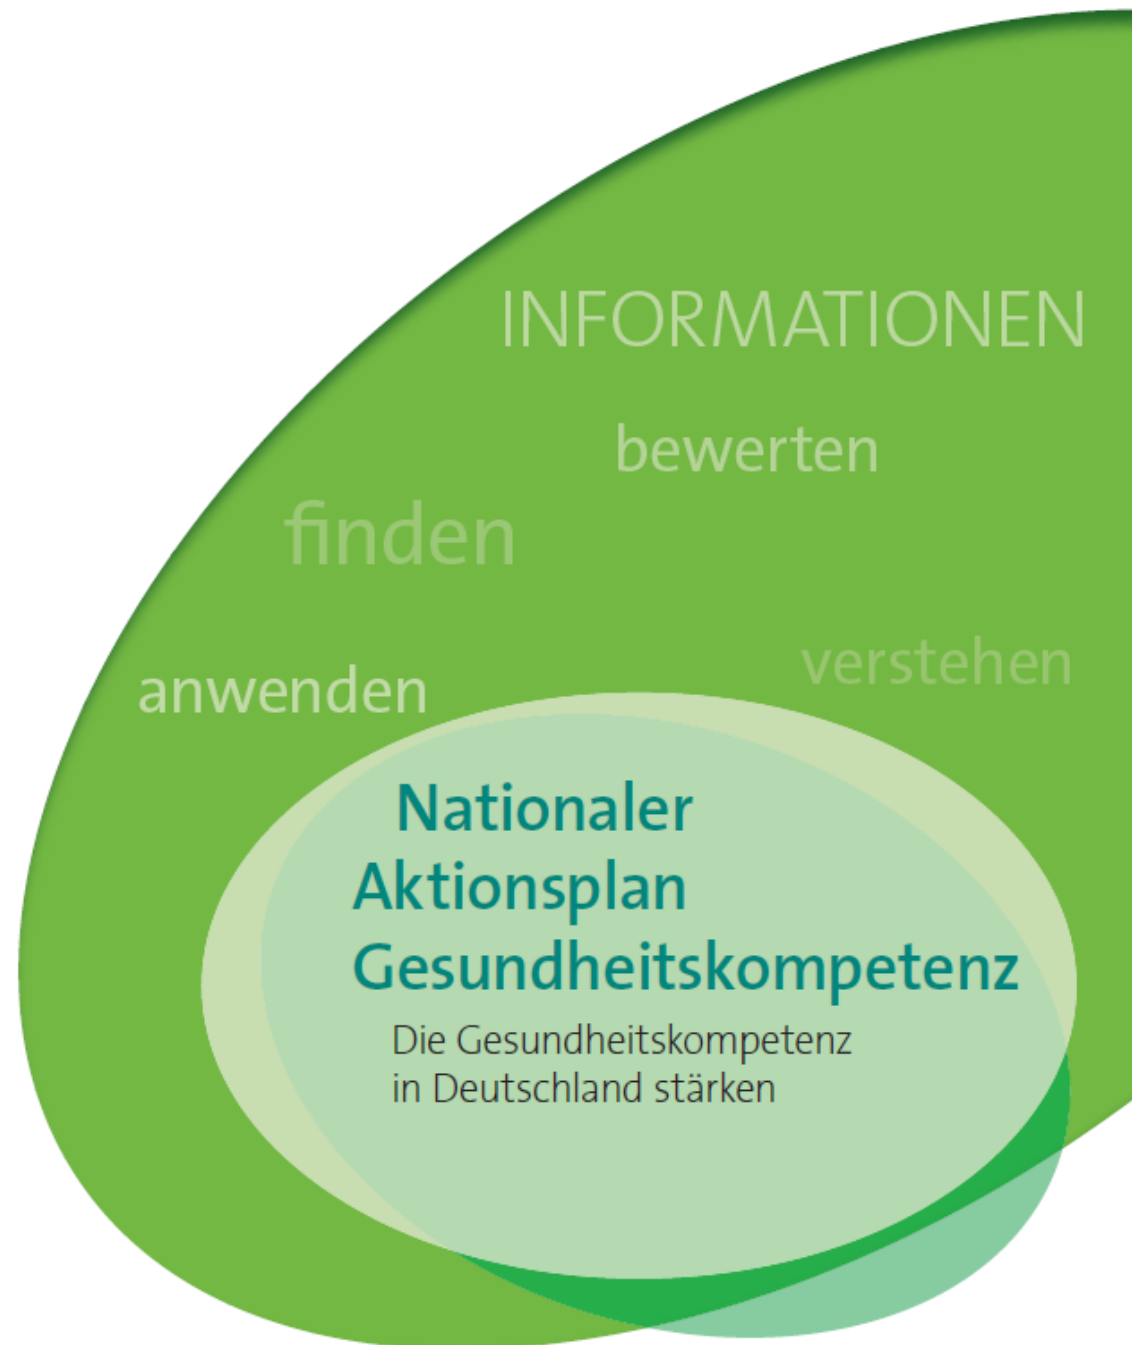 INFORMATIONEN
bewerten
finden
verstehen
anwenden
Nationaler
Aktionsplan
Gesundheitskompetenz
Die Gesundheitskompetenz
in Deutschland stärken